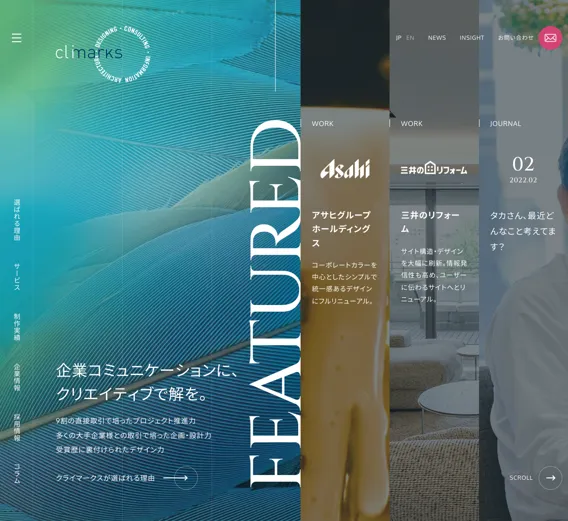 climarks
DESIGNING · CONSULTING · INFORMATION ARCHITECTURE
JP EN
NEWS
INSIGHT
お問い合わせ
選ばれる理由
サービス
制作実績
企業情報
採用情報
コラム
企業コミュニケーションに、
クリエイティブで解を。
9割の直接取引で培ったプロジェクト推進力
多くの大手企業様との取引で培った企画・設計力
受賞歴に裏付けられたデザイン力
クライマークスが選ばれる理由
FEATURED
WORK
Asahi
アサヒグループ
ホールディング
ス
コーポレートカラーを
中心としたシンプルで
統一感あるデザイン
にフルリニューアル。
WORK
三井のリフォーム
三井のリフォー
ム
サイト構造・デザイン
を大幅に刷新。情報発
信性も高め、ユーザー
に伝わるサイトへとリ
ニューアル。
JOURNAL
02
2022.02
タカさん、最近ど
んなこと考えてま
す?
SCROLL